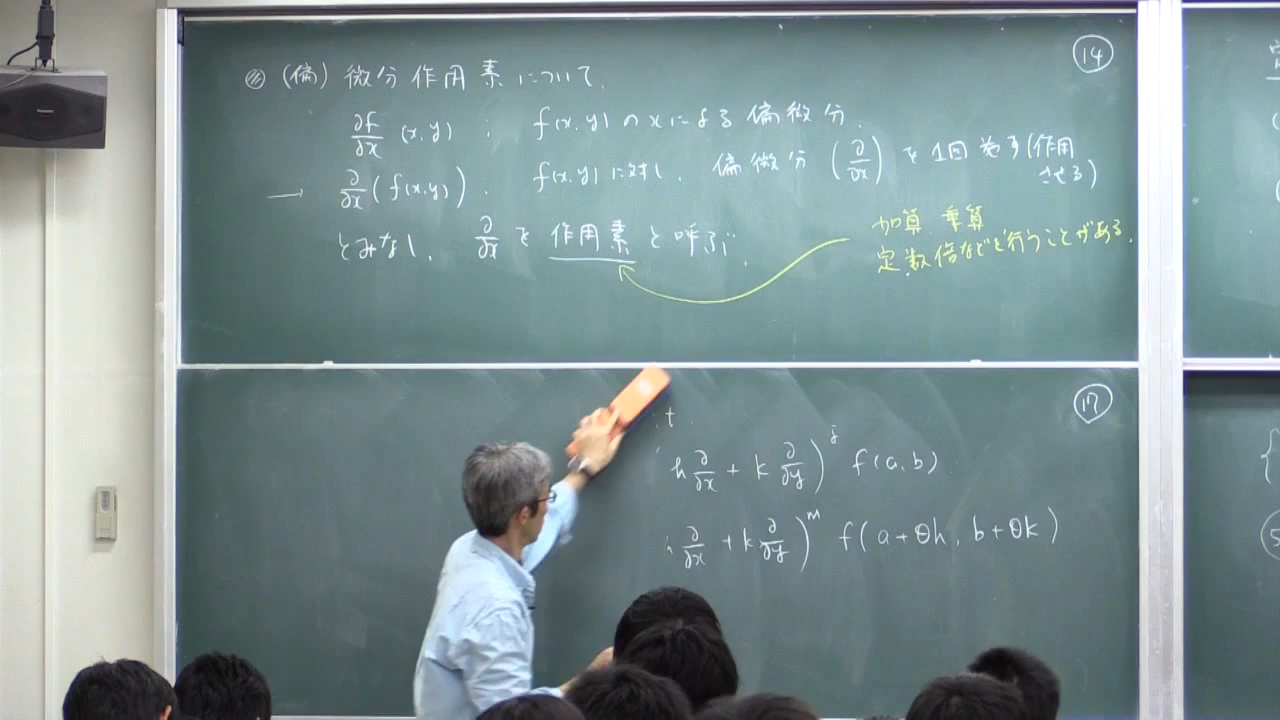 ⑭
◎ (偏) 微分作用素について.
∂f/∂x (x,y) : f(x,y) の x による偏微分.
→ ∂/∂x (f(x,y)). f(x,y) に対し, 偏微分 (∂/∂x) を 1回施す (作用させる)
とみなし, ∂/∂x を 作用素 と呼ぶ.
加算, 乗算
定数倍などを行うことがある.
⑰
t.
h ∂/∂x + k ∂/∂y )^j f(a,b)
∂/∂x + k ∂/∂y )^m f(a+θh, b+θk)